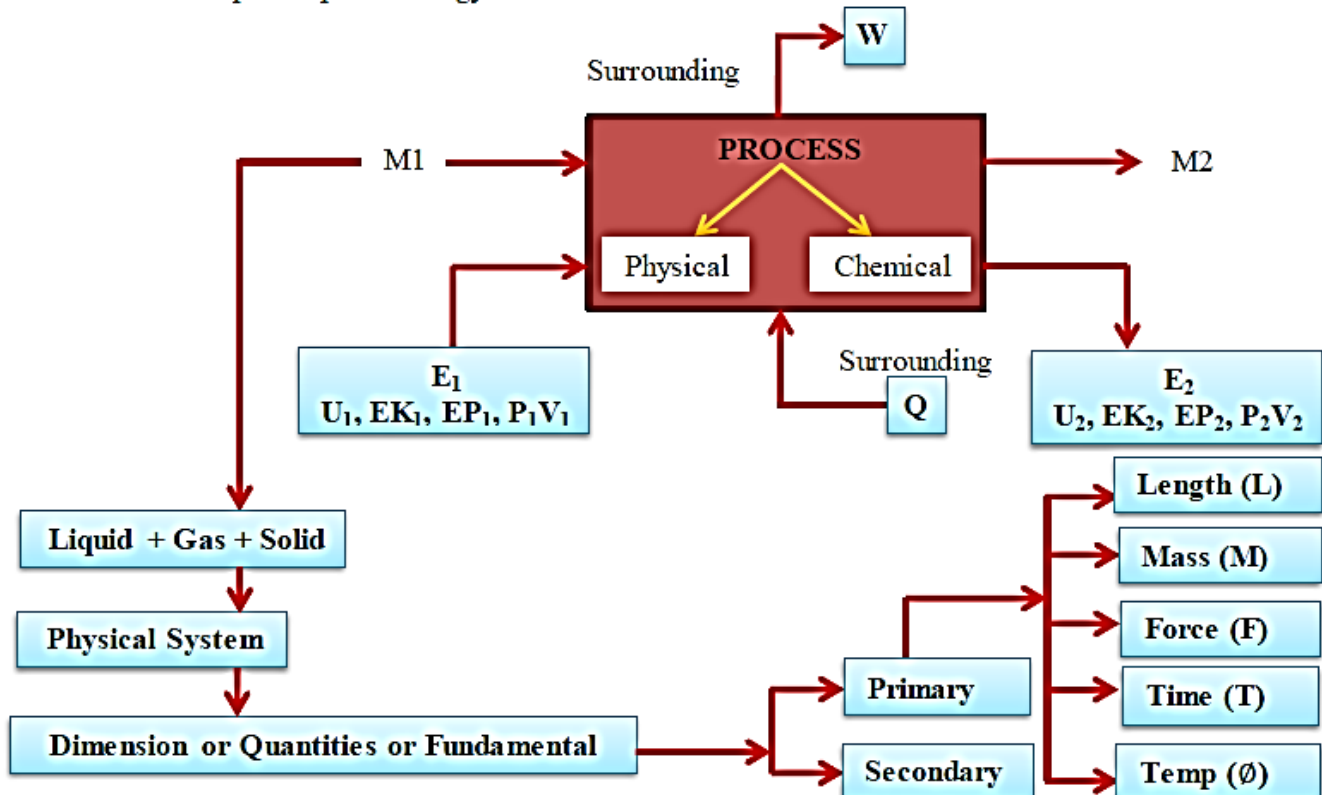 W
Surrounding
PROCESS
M1
M2
Physical
Chemical
Surrounding
E₁
U₁, EK₁, EP₁, P₁V₁
Q
E₂
U₂, EK₂, EP₂, P₂V₂
Length (L)
Liquid + Gas + Solid
Mass (M)
Physical System
Force (F)
Primary
Time (T)
Dimension or Quantities or Fundamental
Secondary
Temp (Ø)